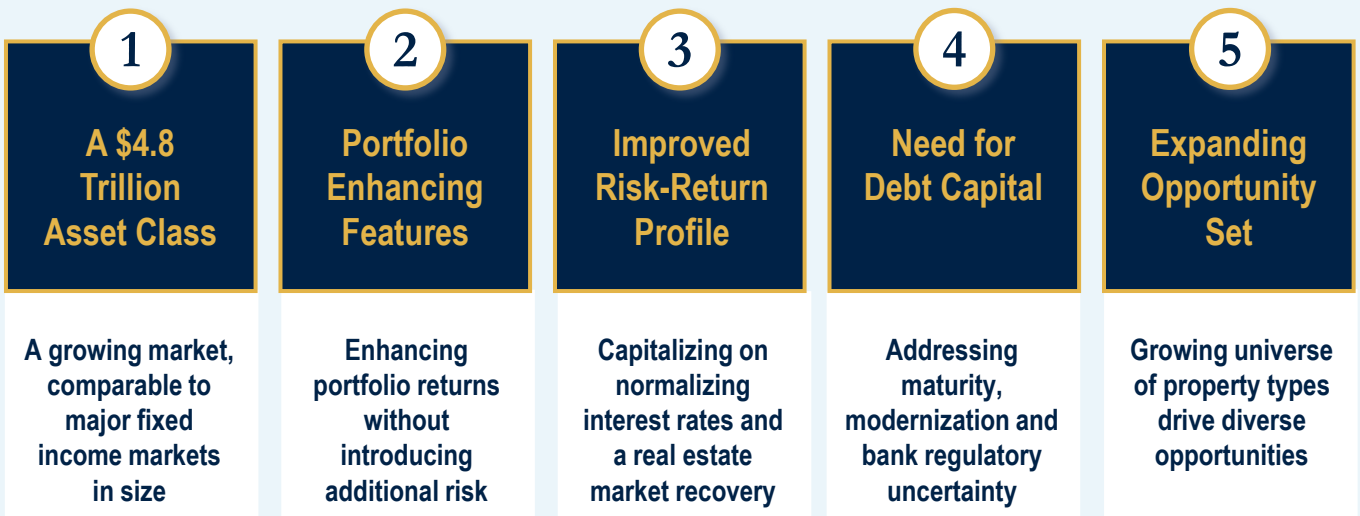 1
A $4.8
Trillion
Asset Class
A growing market,
comparable to
major fixed
income markets
in size
2
Portfolio
Enhancing
Features
Enhancing
portfolio returns
without
introducing
additional risk
3
Improved
Risk-Return
Profile
Capitalizing on
normalizing
interest rates and
a real estate
market recovery
4
Need for
Debt Capital
Addressing
maturity,
modernization and
bank regulatory
uncertainty
5
Expanding
Opportunity
Set
Growing universe
of property types
drive diverse
opportunities